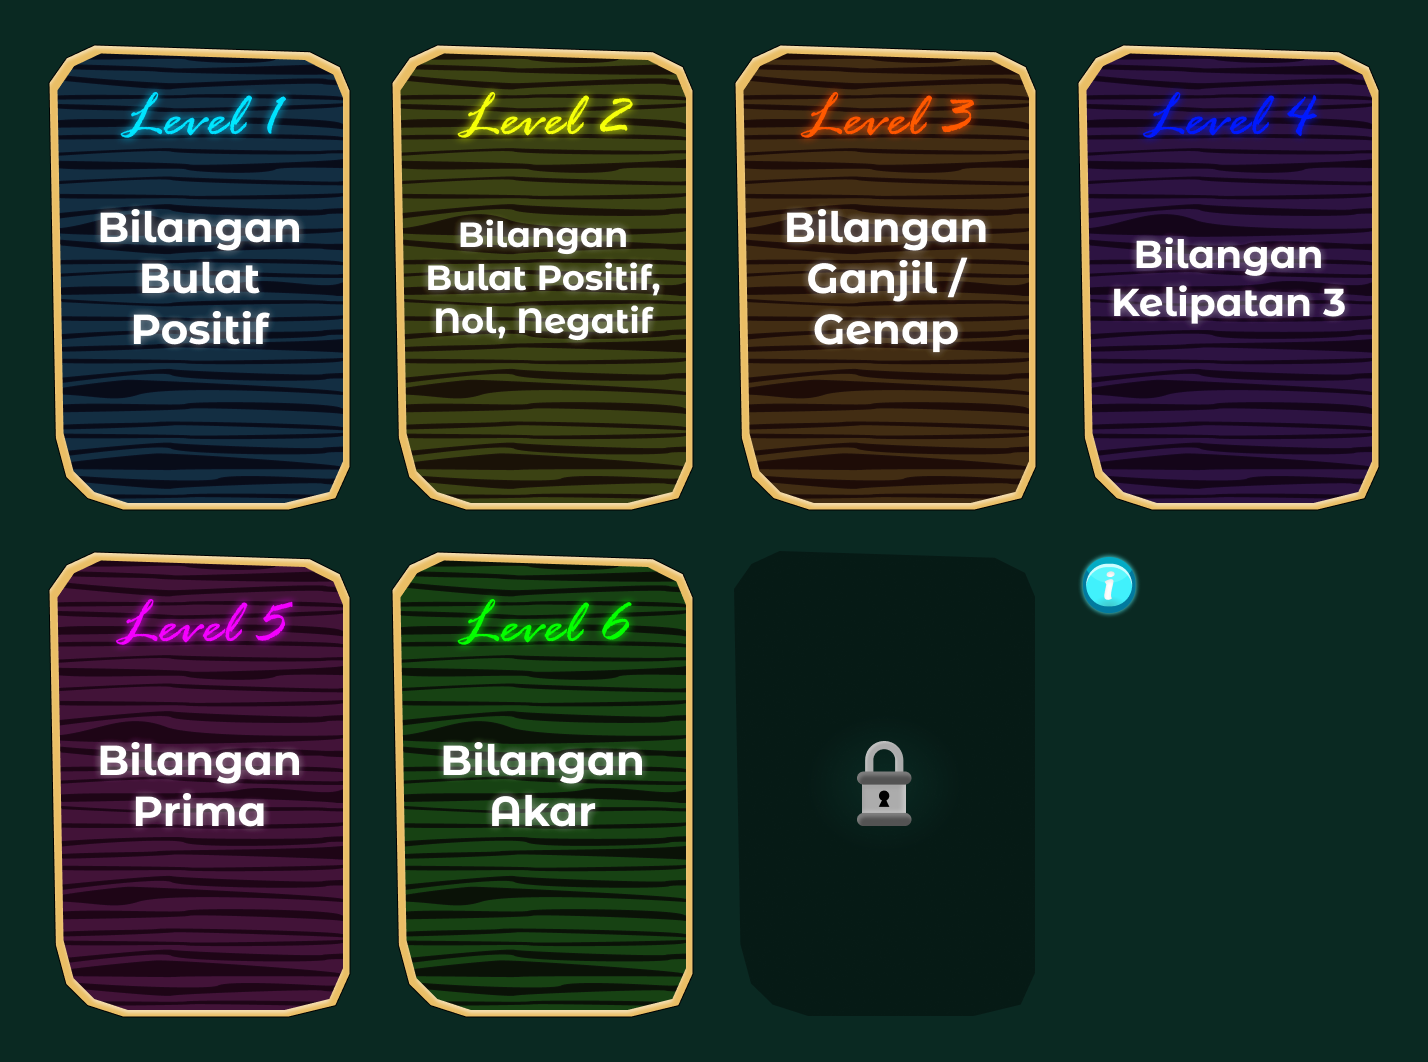 Level 1
Bilangan
Bulat
Positif
Level 2
Bilangan
Bulat Positif,
Nol, Negatif
Level 3
Bilangan
Ganjil /
Genap
Level 4
Bilangan
Kelipatan 3
Level 5
Bilangan
Prima
Level 6
Bilangan
Akar
i